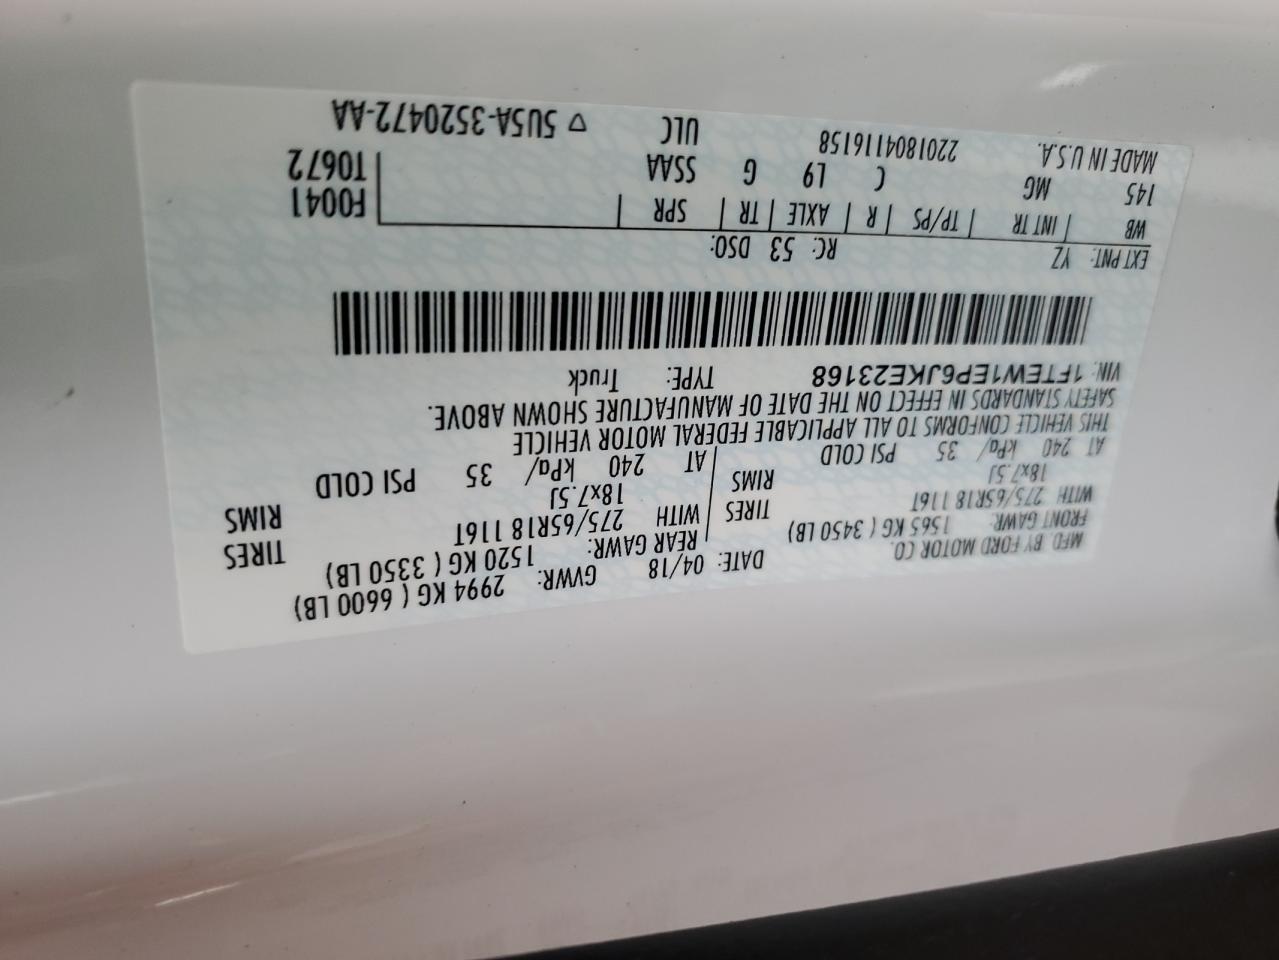 MFD. BY FORD MOTOR CO.
DATE: 04/18 GVWR: 2994 KG ( 6600 LB)
FRONT GAWR: 1565 KG ( 3450 LB) REAR GAWR: 1520 KG ( 3350 LB)
WITH 275/65R18 116T TIRES WITH 275/65R18 116T TIRES
18x7.5J RIMS 18x7.5J RIMS
AT 240 kPa/ 35 PSI COLD AT 240 kPa/ 35 PSI COLD
THIS VEHICLE CONFORMS TO ALL APPLICABLE FEDERAL MOTOR VEHICLE
SAFETY STANDARDS IN EFFECT ON THE DATE OF MANUFACTURE SHOWN ABOVE.
VIN: 1FTEW1EP6JKE23168 TYPE: Truck
EXT PNT: YZ RC: 53 DSO:
WB INT TR TP/PS R AXLE TR SPR F0041
145 MG C L9 G SSAA T0672
MADE IN U.S.A. 2201804116158 ULC ▽ 5U5A-3520472-AA